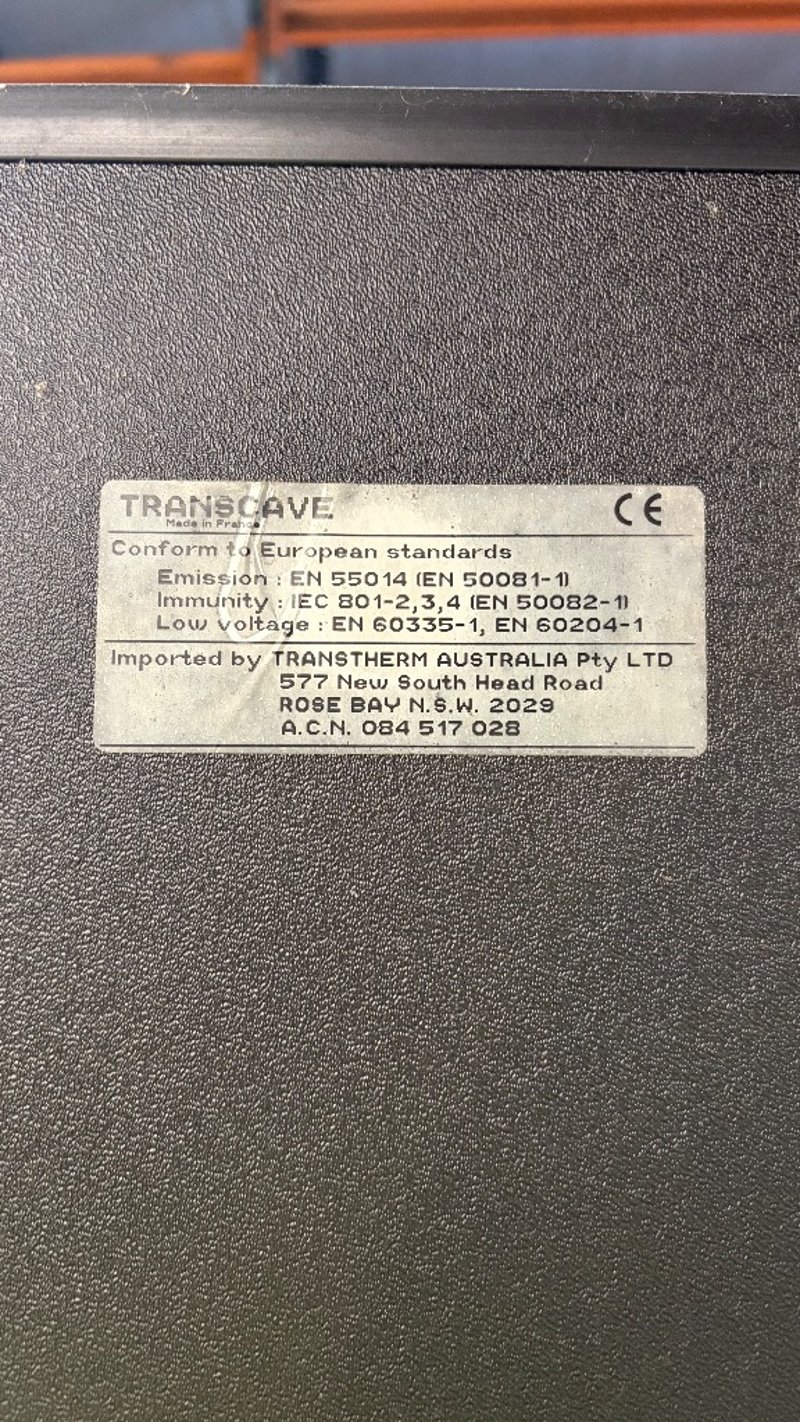 TRANSCAVE
Made in France
CE
Conform to European standards
Emission : EN 55014 (EN 50081-1)
Immunity : IEC 801-2,3,4 (EN 50082-1)
Low voltage : EN 60335-1, EN 60204-1
Imported by TRANSTHERM AUSTRALIA Pty LTD
577 New South Head Road
ROSE BAY N.S.W. 2029
A.C.N. 084 517 028